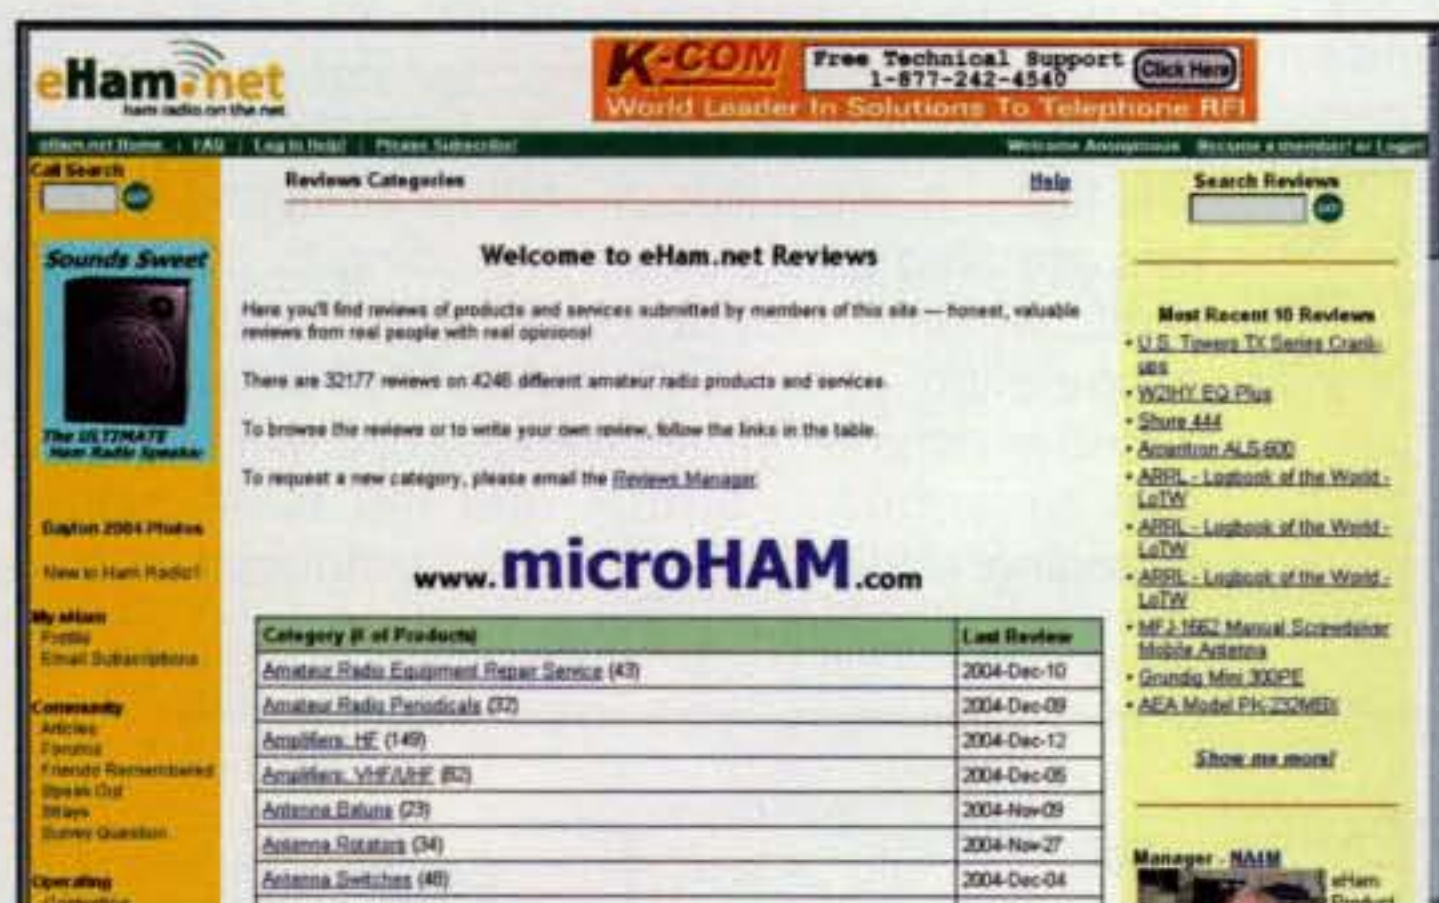 eHam.net
ham radio on the net
K-COM
Free Technical Support
1-877-242-4540
Click Here
World Leader In Solutions To Telephone RFI
eHam.net Home | FAQ | Log In Help! | Please Subscribe!
Welcome Anonymous Become a member! or Login
Call Search
GO!
Sounds Sweet
The ULTIMATE
Ham Radio Speaker
Dayton 2004 Photos
New to Ham Radio?
My eHam
Profile
Email Subscriptions
Community
Articles
Forums
Friends Remembered
Speak Out
Strays
Survey Question
Operating
Contesting
Reviews Categories
Help
Welcome to eHam.net Reviews
Here you'll find reviews of products and services submitted by members of this site — honest, valuable
reviews from real people with real opinions!
There are 32177 reviews on 4246 different amateur radio products and services.
To browse the reviews or to write your own review, follow the links in the table.
To request a new category, please email the Reviews Manager.
www.microHAM.com
Category (# of Products) Last Review
Amateur Radio Equipment Repair Service (43) 2004-Dec-10
Amateur Radio Periodicals (32) 2004-Dec-09
Amplifiers, HF (149) 2004-Dec-12
Amplifiers, VHF/UHF (62) 2004-Dec-05
Antenna Baluns (23) 2004-Nov-09
Antenna Rotators (34) 2004-Nov-27
Antenna Switches (48) 2004-Dec-04
Search Reviews
GO!
Most Recent 10 Reviews
• U.S. Towers TX Series Crank-
ups
• W2IHY EQ Plus
• Shure 444
• Ameritron ALS-600
• ARRL - Logbook of the World -
LoTW
• ARRL - Logbook of the World -
LoTW
• ARRL - Logbook of the World -
LoTW
• MFJ-1662 Manual Screwdriver
Mobile Antenna
• Grundig Mini 300PE
• AEA Model PK-232MBX
Show me more!
Manager - NA4M
eHam
Product